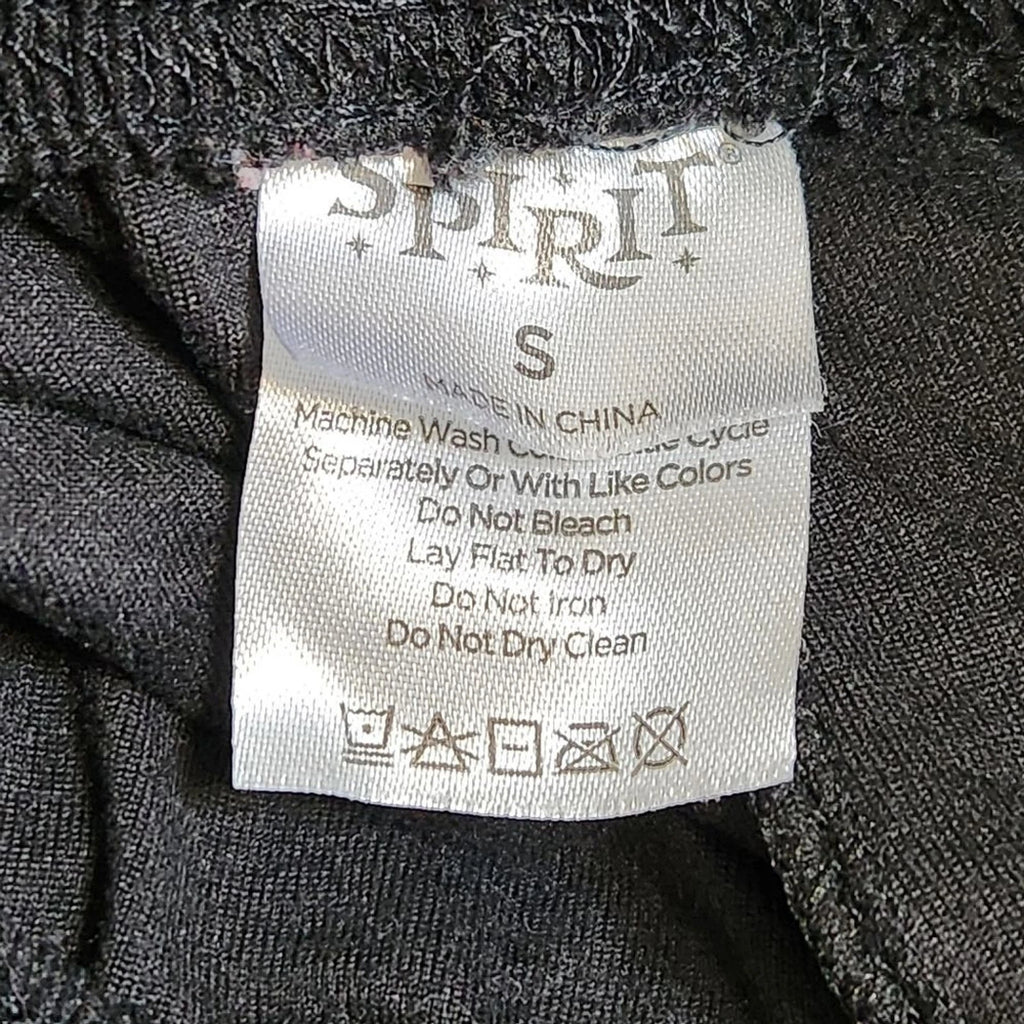 SPIRIT®
S
MADE IN CHINA
Machine Wash Cycle
Separately Or With Like Colors
Do Not Bleach
Lay Flat To Dry
Do Not Iron
Do Not Dry Clean